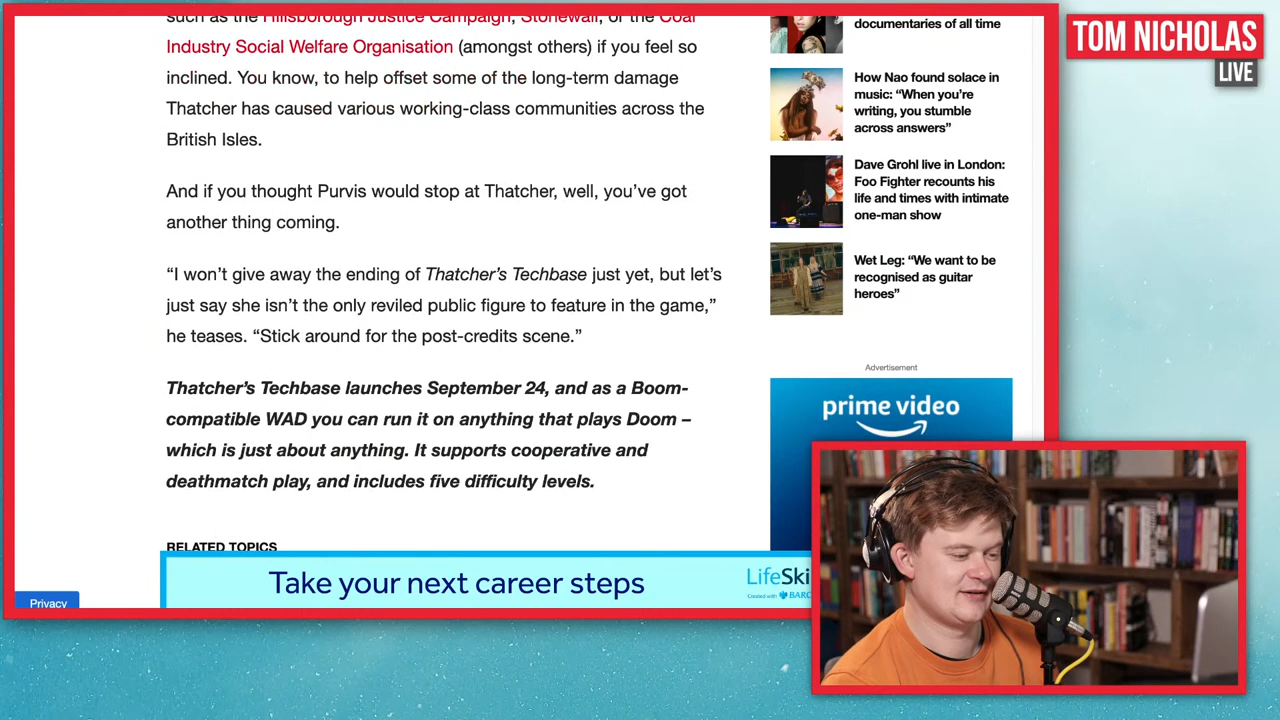 such as the Hillsborough Justice Campaign, Stonewall, or the Coal
Industry Social Welfare Organisation (amongst others) if you feel so
inclined. You know, to help offset some of the long-term damage
Thatcher has caused various working-class communities across the
British Isles.
And if you thought Purvis would stop at Thatcher, well, you’ve got
another thing coming.
“I won’t give away the ending of Thatcher’s Techbase just yet, but let’s
just say she isn’t the only reviled public figure to feature in the game,”
he teases. “Stick around for the post-credits scene.”
Thatcher’s Techbase launches September 24, and as a Boom-
compatible WAD you can run it on anything that plays Doom –
which is just about anything. It supports cooperative and
deathmatch play, and includes five difficulty levels.
RELATED TOPICS
documentaries of all time
How Nao found solace in
music: “When you’re
writing, you stumble
across answers”
Dave Grohl live in London:
Foo Fighter recounts his
life and times with intimate
one-man show
Wet Leg: “We want to be
recognised as guitar
heroes”
Advertisement
prime video
Take your next career steps
LifeSki
Created with BARC
Privacy
TOM NICHOLAS
LIVE